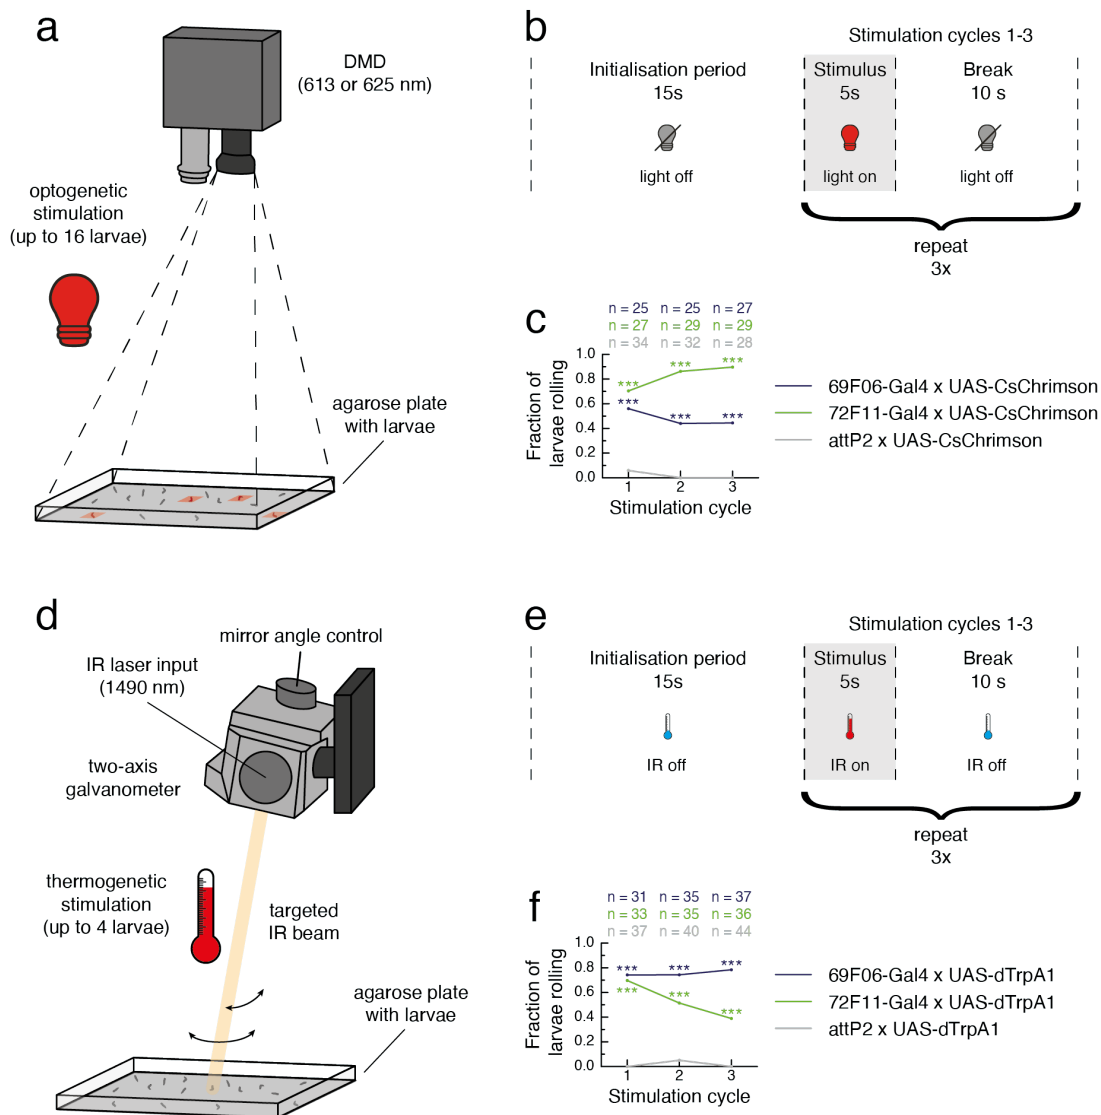 a
DMD
(613 or 625 nm)
optogenetic
stimulation
(up to 16 larvae)
agarose plate
with larvae
b
Stimulation cycles 1-3
Initialisation period
15s
Stimulus
5s
Break
10 s
light off
light on
light off
repeat
3x
c
n = 25 n = 25 n = 27
n = 27 n = 29 n = 29
n = 34 n = 32 n = 28
Fraction of
larvae rolling
1.0
0.8
0.6
0.4
0.2
0.0
*** *** ***
*** *** ***
1 2 3
Stimulation cycle
69F06-Gal4 x UAS-CsChrimson
72F11-Gal4 x UAS-CsChrimson
attP2 x UAS-CsChrimson
d
mirror angle control
IR laser input
(1490 nm)
two-axis
galvanometer
thermogenetic
stimulation
(up to 4 larvae)
targeted
IR beam
agarose plate
with larvae
e
Stimulation cycles 1-3
Initialisation period
15s
Stimulus
5s
Break
10 s
IR off
IR on
IR off
repeat
3x
f
n = 31 n = 35 n = 37
n = 33 n = 35 n = 36
n = 37 n = 40 n = 44
Fraction of
larvae rolling
1.0
0.8
0.6
0.4
0.2
0.0
*** *** ***
*** *** ***
1 2 3
Stimulation cycle
69F06-Gal4 x UAS-dTrpA1
72F11-Gal4 x UAS-dTrpA1
attP2 x UAS-dTrpA1